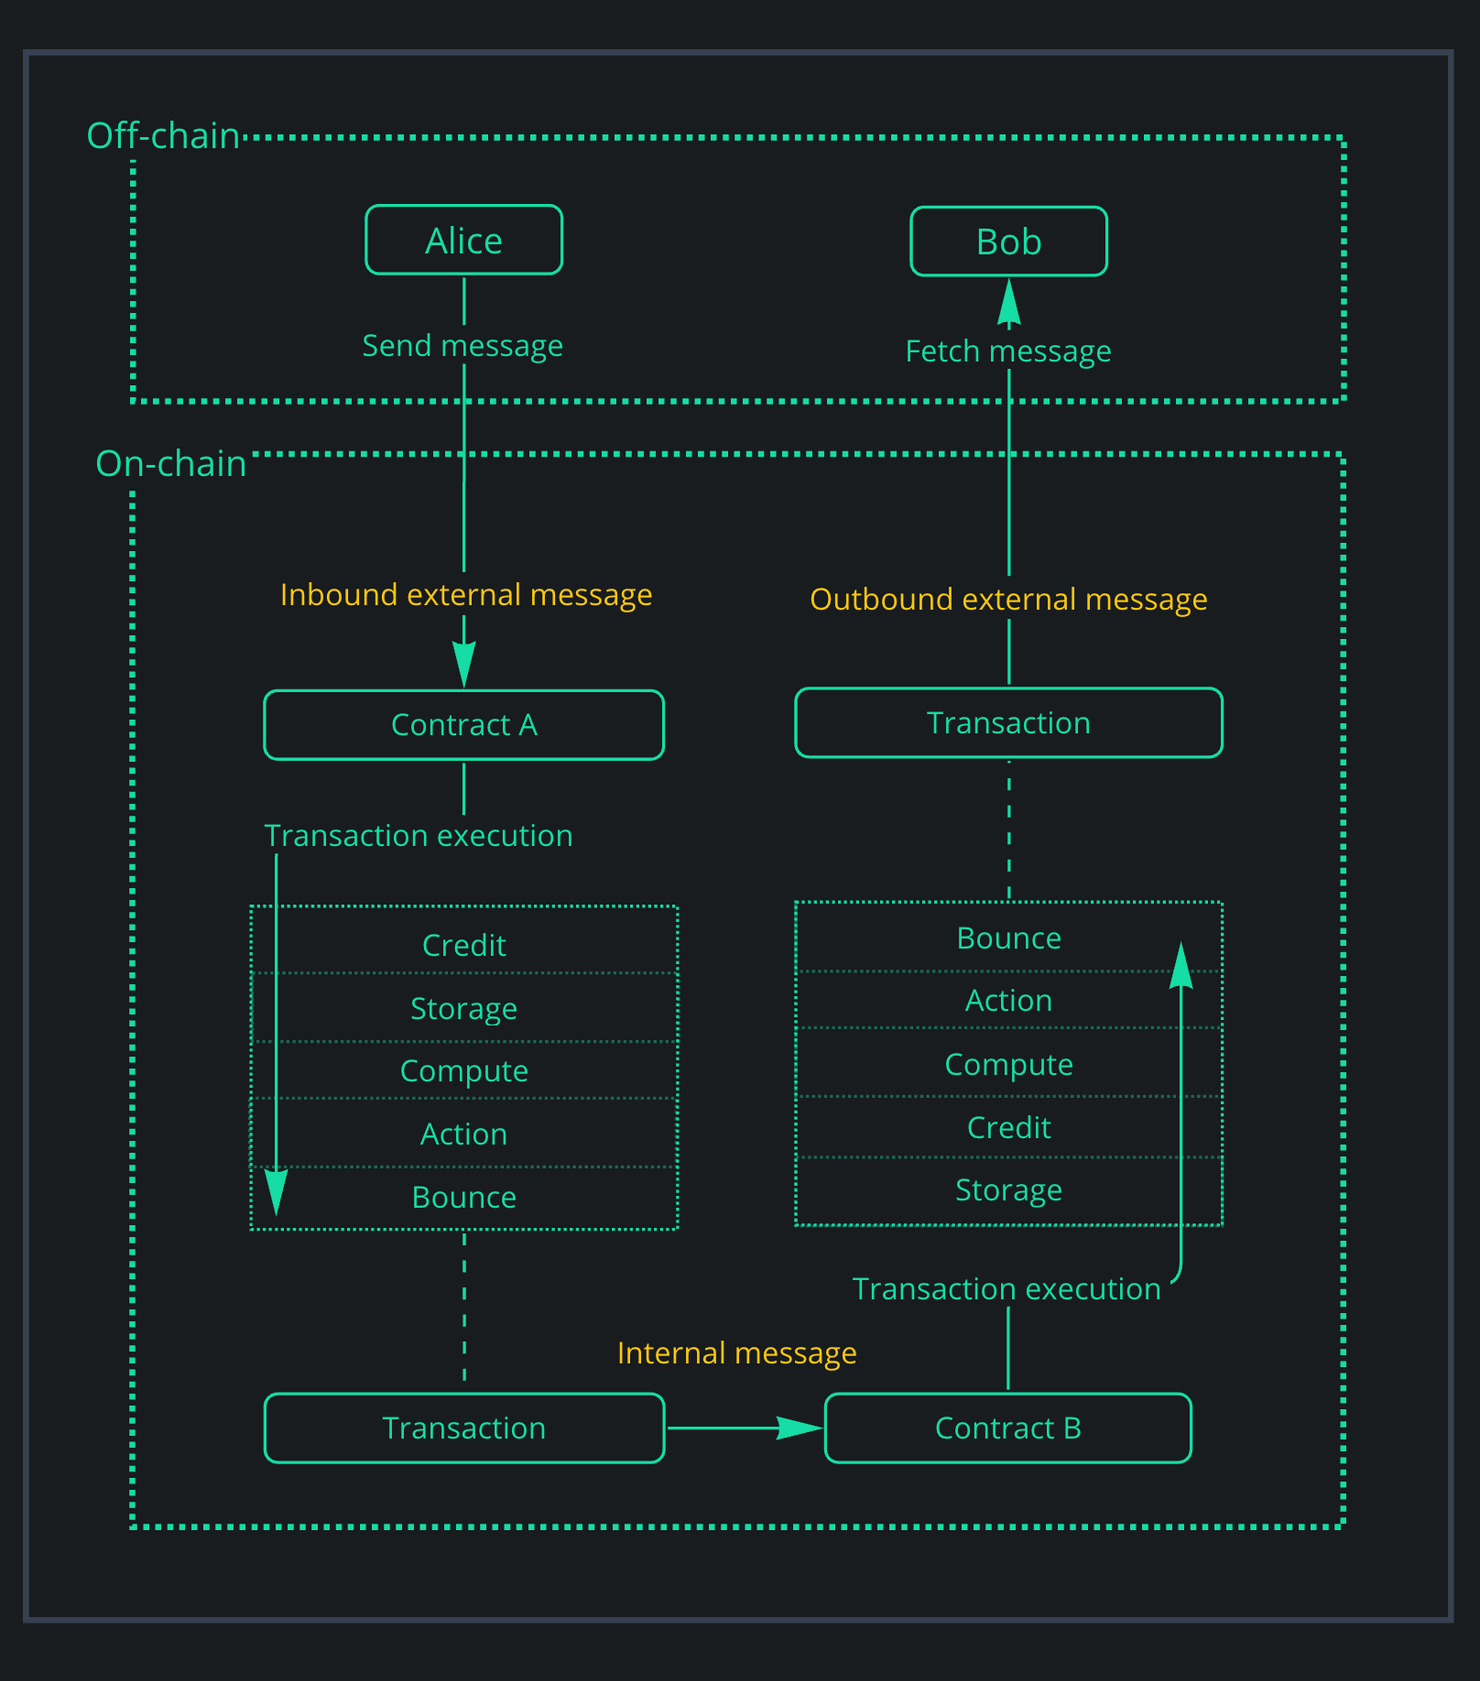 Off-chain
Alice
Bob
Send message
Fetch message
On-chain
Inbound external message
Outbound external message
Contract A
Transaction
Transaction execution
Credit
Storage
Compute
Action
Bounce
Bounce
Action
Compute
Credit
Storage
Transaction execution
Internal message
Transaction
Contract B